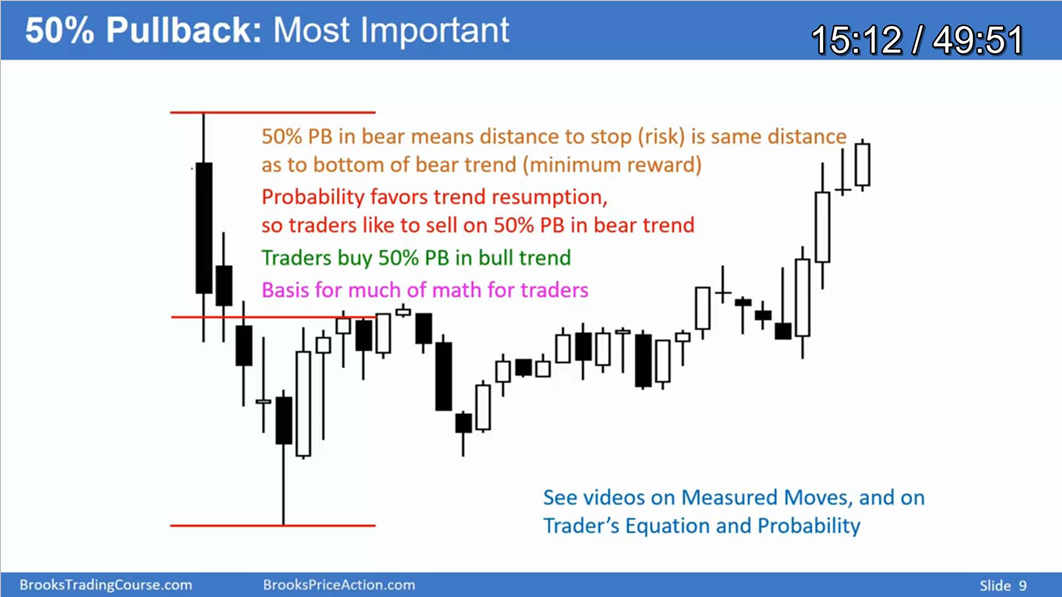 50% Pullback: Most Important
15:12 / 49:51
50% PB in bear means distance to stop (risk) is same distance
as to bottom of bear trend (minimum reward)
Probability favors trend resumption,
so traders like to sell on 50% PB in bear trend
Traders buy 50% PB in bull trend
Basis for much of math for traders
See videos on Measured Moves, and on
Trader's Equation and Probability
BrooksTradingCourse.com
BrooksPriceAction.com
Slide 9